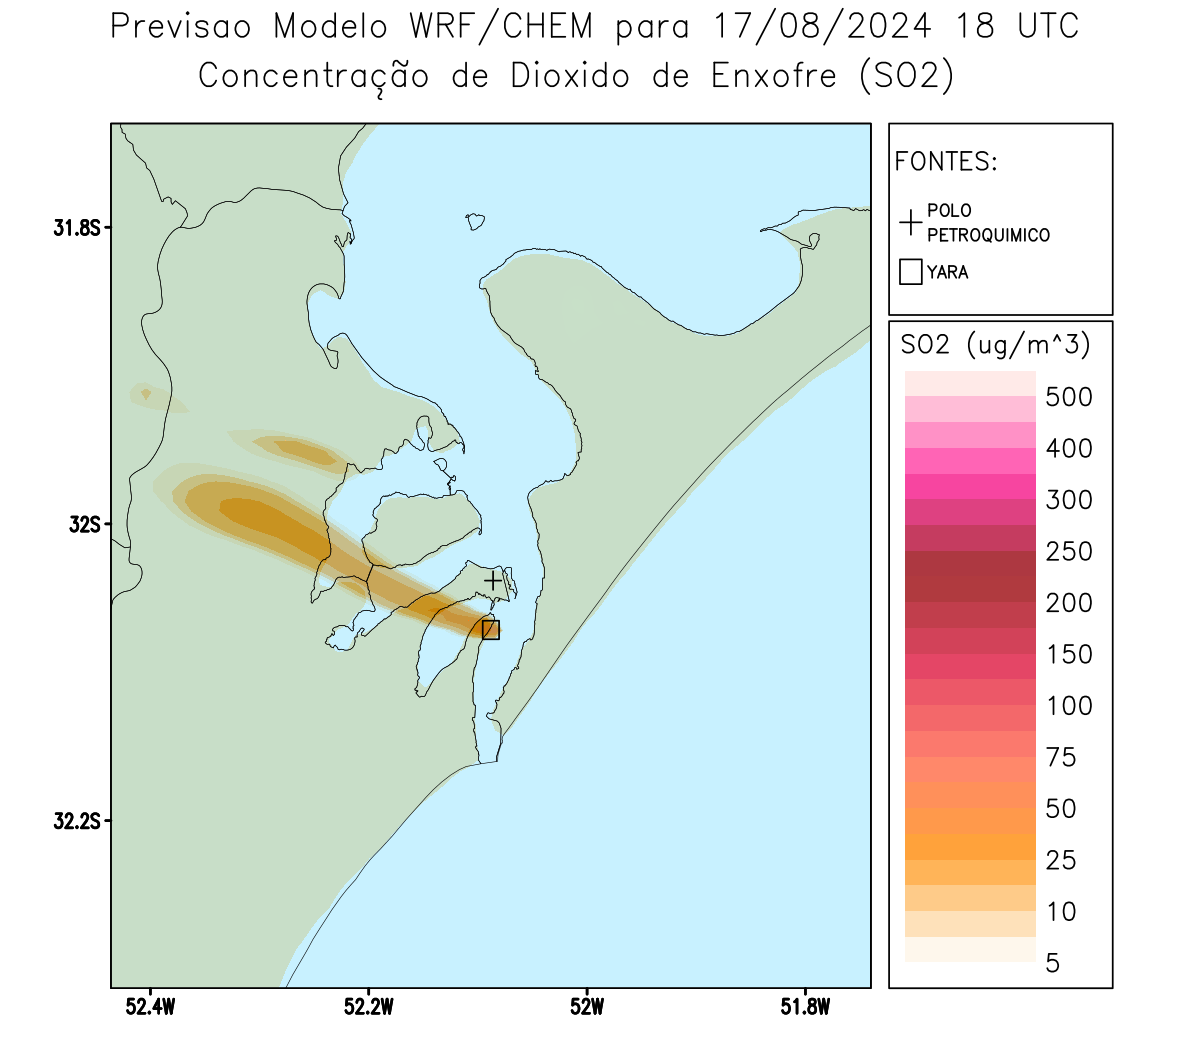 Previsao Modelo WRF/CHEM para 17/08/2024 18 UTC
Concentração de Dioxido de Enxofre (SO2)
FONTES:
POLO
PETROQUIMICO
YARA
SO2 (ug/m^3)
500
400
300
250
200
150
100
75
50
25
10
5
31.8S
32S
32.2S
52.4W
52.2W
52W
51.8W